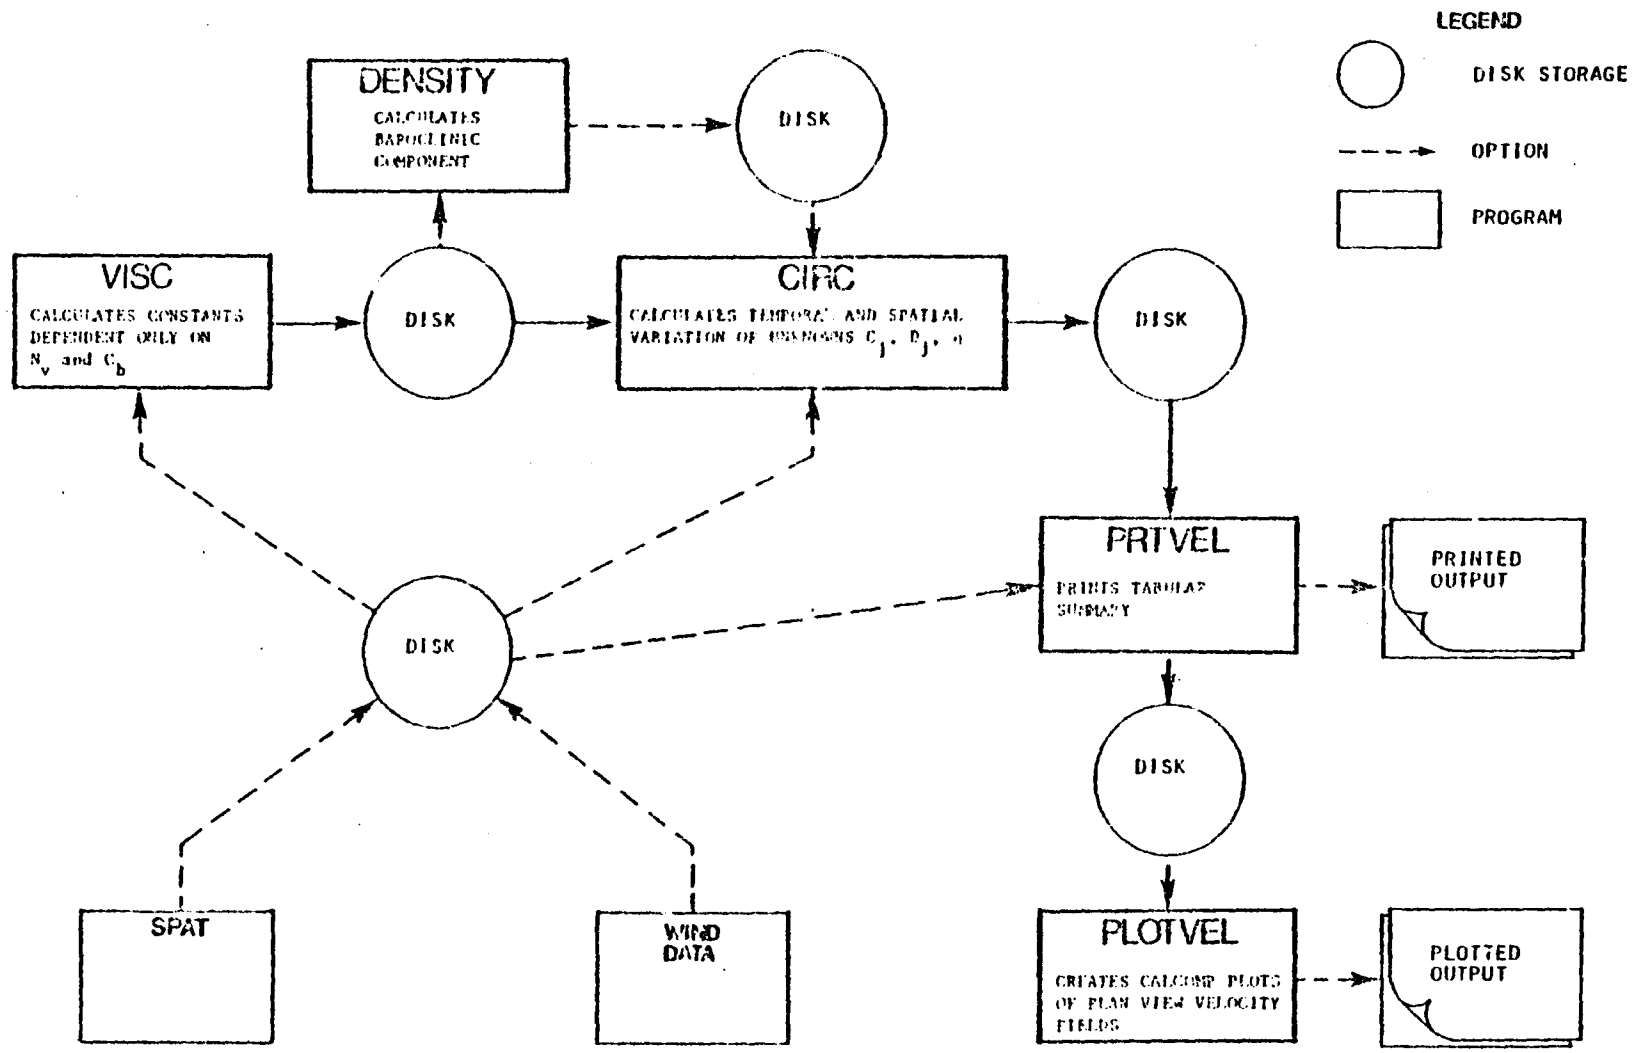 LEGEND
DISK STORAGE
OPTION
PROGRAM
DENSITY
CALCULATES
BAROCLINIC
COMPONENT
DISK
VISC
CALCULATES CONSTANTS
DEPENDENT ONLY ON
N_v and C_b
DISK
CIRC
CALCULATES TEMPORAL AND SPATIAL
VARIATION OF UNKNOWNS C_j, D_j, η
DISK
DISK
PRTVEL
PRINTS TABULAR
SUMMARY
PRINTED
OUTPUT
DISK
SPAT
WIND
DATA
PLOTVEL
CREATES CALCOMP PLOTS
OF PLAN VIEW VELOCITY
FIELDS
PLOTTED
OUTPUT